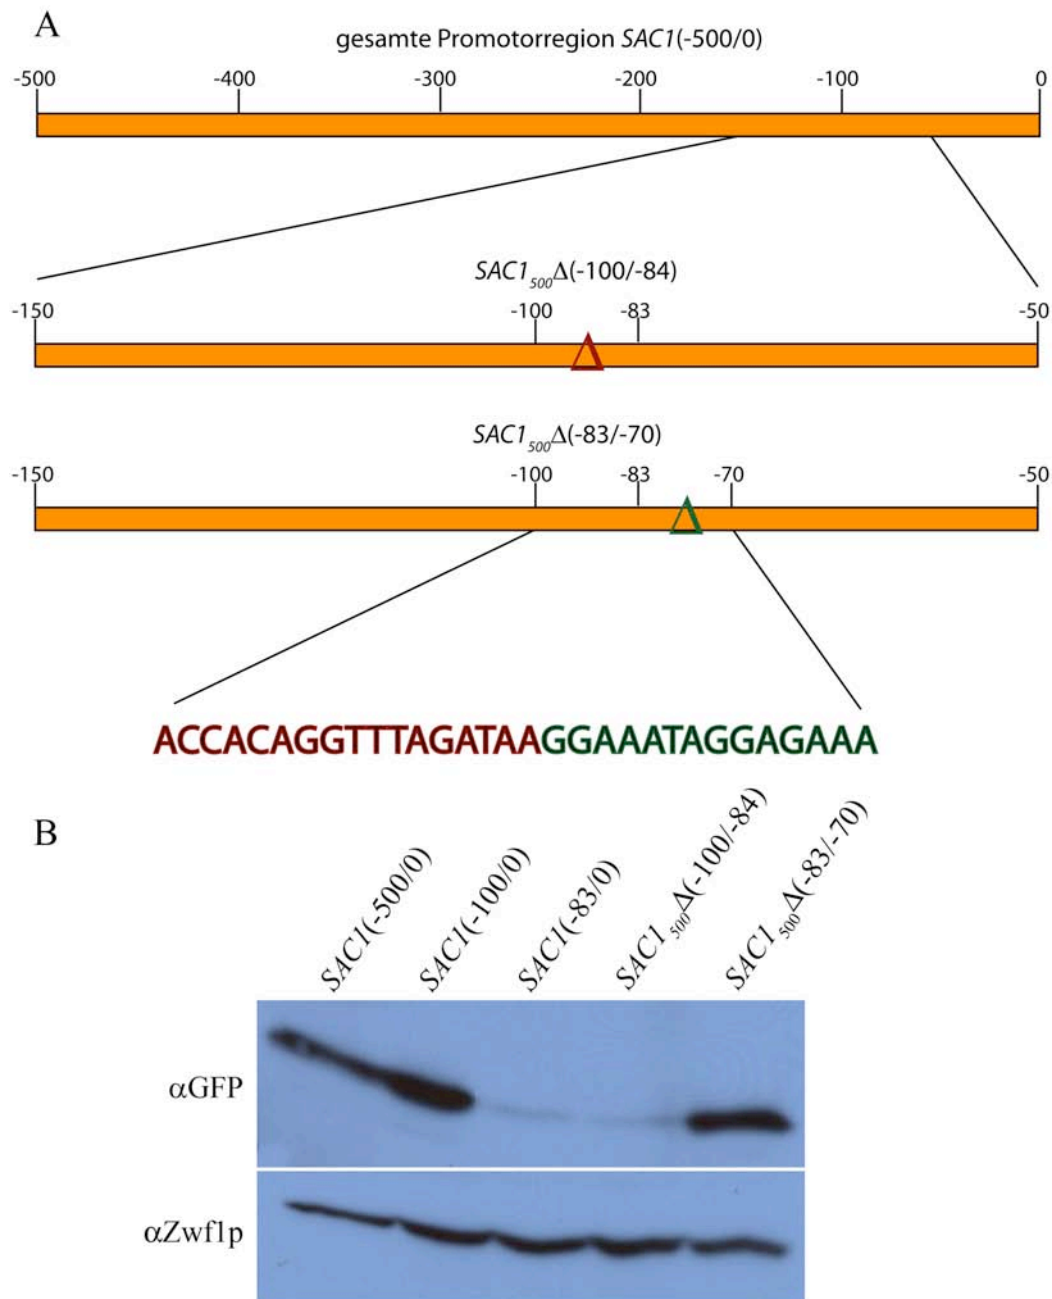 A
gesamte Promotorregion SAC1(-500/0)
-500 -400 -300 -200 -100 0
SAC1500Δ(-100/-84)
-150 -100 -83 -50
Δ
SAC1500Δ(-83/-70)
-150 -100 -83 -70 -50
Δ
ACCACAGGTTTAGATAAGGAAATAGGAGAAA
B
SAC1(-500/0)
SAC1(-100/0)
SAC1(-83/0)
SAC1500Δ(-100/-84)
SAC1500Δ(-83/-70)
αGFP
αZwf1p